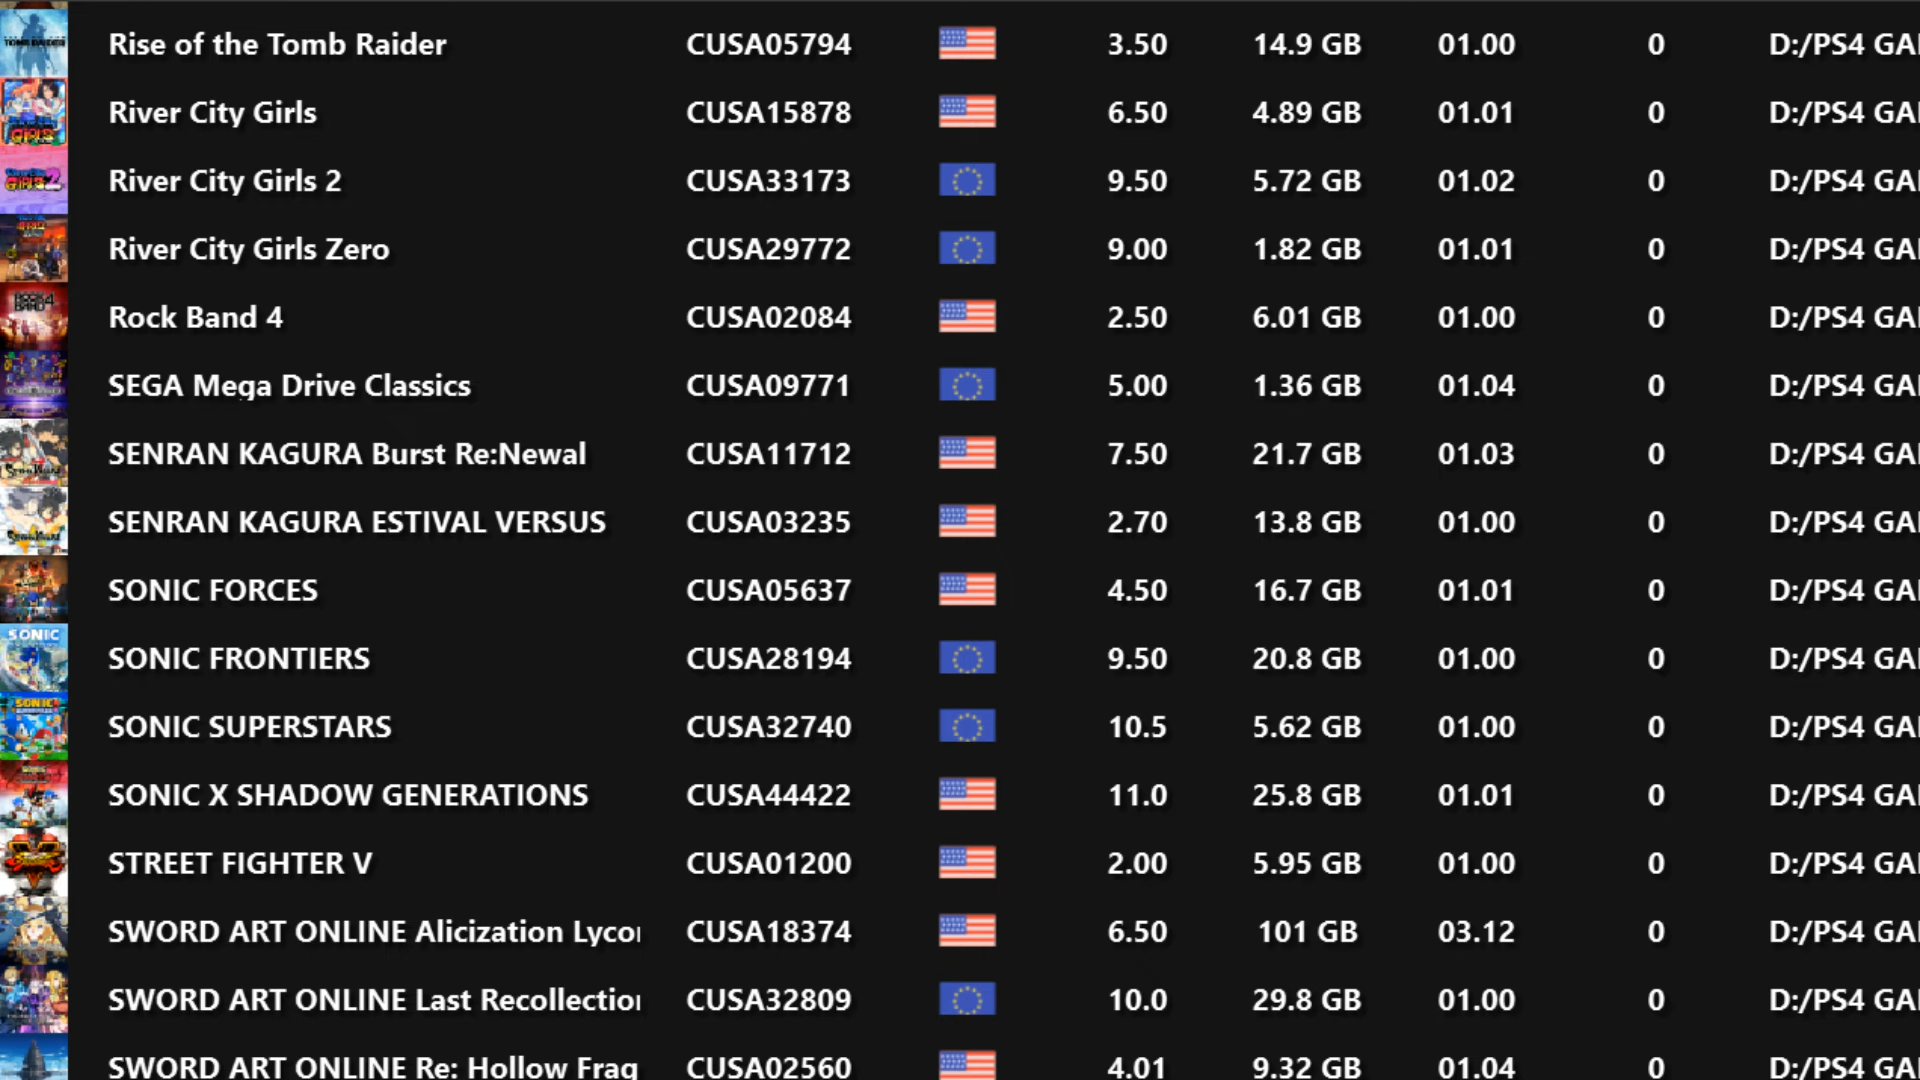 Rise of the Tomb Raider CUSA05794 3.50 14.9 GB 01.00 0 D:/PS4 GA
River City Girls CUSA15878 6.50 4.89 GB 01.01 0 D:/PS4 GA
River City Girls 2 CUSA33173 9.50 5.72 GB 01.02 0 D:/PS4 GA
River City Girls Zero CUSA29772 9.00 1.82 GB 01.01 0 D:/PS4 GA
Rock Band 4 CUSA02084 2.50 6.01 GB 01.00 0 D:/PS4 GA
SEGA Mega Drive Classics CUSA09771 5.00 1.36 GB 01.04 0 D:/PS4 GA
SENRAN KAGURA Burst Re:Newal CUSA11712 7.50 21.7 GB 01.03 0 D:/PS4 GA
SENRAN KAGURA ESTIVAL VERSUS CUSA03235 2.70 13.8 GB 01.00 0 D:/PS4 GA
SONIC FORCES CUSA05637 4.50 16.7 GB 01.01 0 D:/PS4 GA
SONIC FRONTIERS CUSA28194 9.50 20.8 GB 01.00 0 D:/PS4 GA
SONIC SUPERSTARS CUSA32740 10.5 5.62 GB 01.00 0 D:/PS4 GA
SONIC X SHADOW GENERATIONS CUSA44422 11.0 25.8 GB 01.01 0 D:/PS4 GA
STREET FIGHTER V CUSA01200 2.00 5.95 GB 01.00 0 D:/PS4 GA
SWORD ART ONLINE Alicization Lycor CUSA18374 6.50 101 GB 03.12 0 D:/PS4 GA
SWORD ART ONLINE Last Recollection CUSA32809 10.0 29.8 GB 01.00 0 D:/PS4 GA
SWORD ART ONLINE Re: Hollow Frag CUSA02560 4.01 9.32 GB 01.04 0 D:/PS4 GA